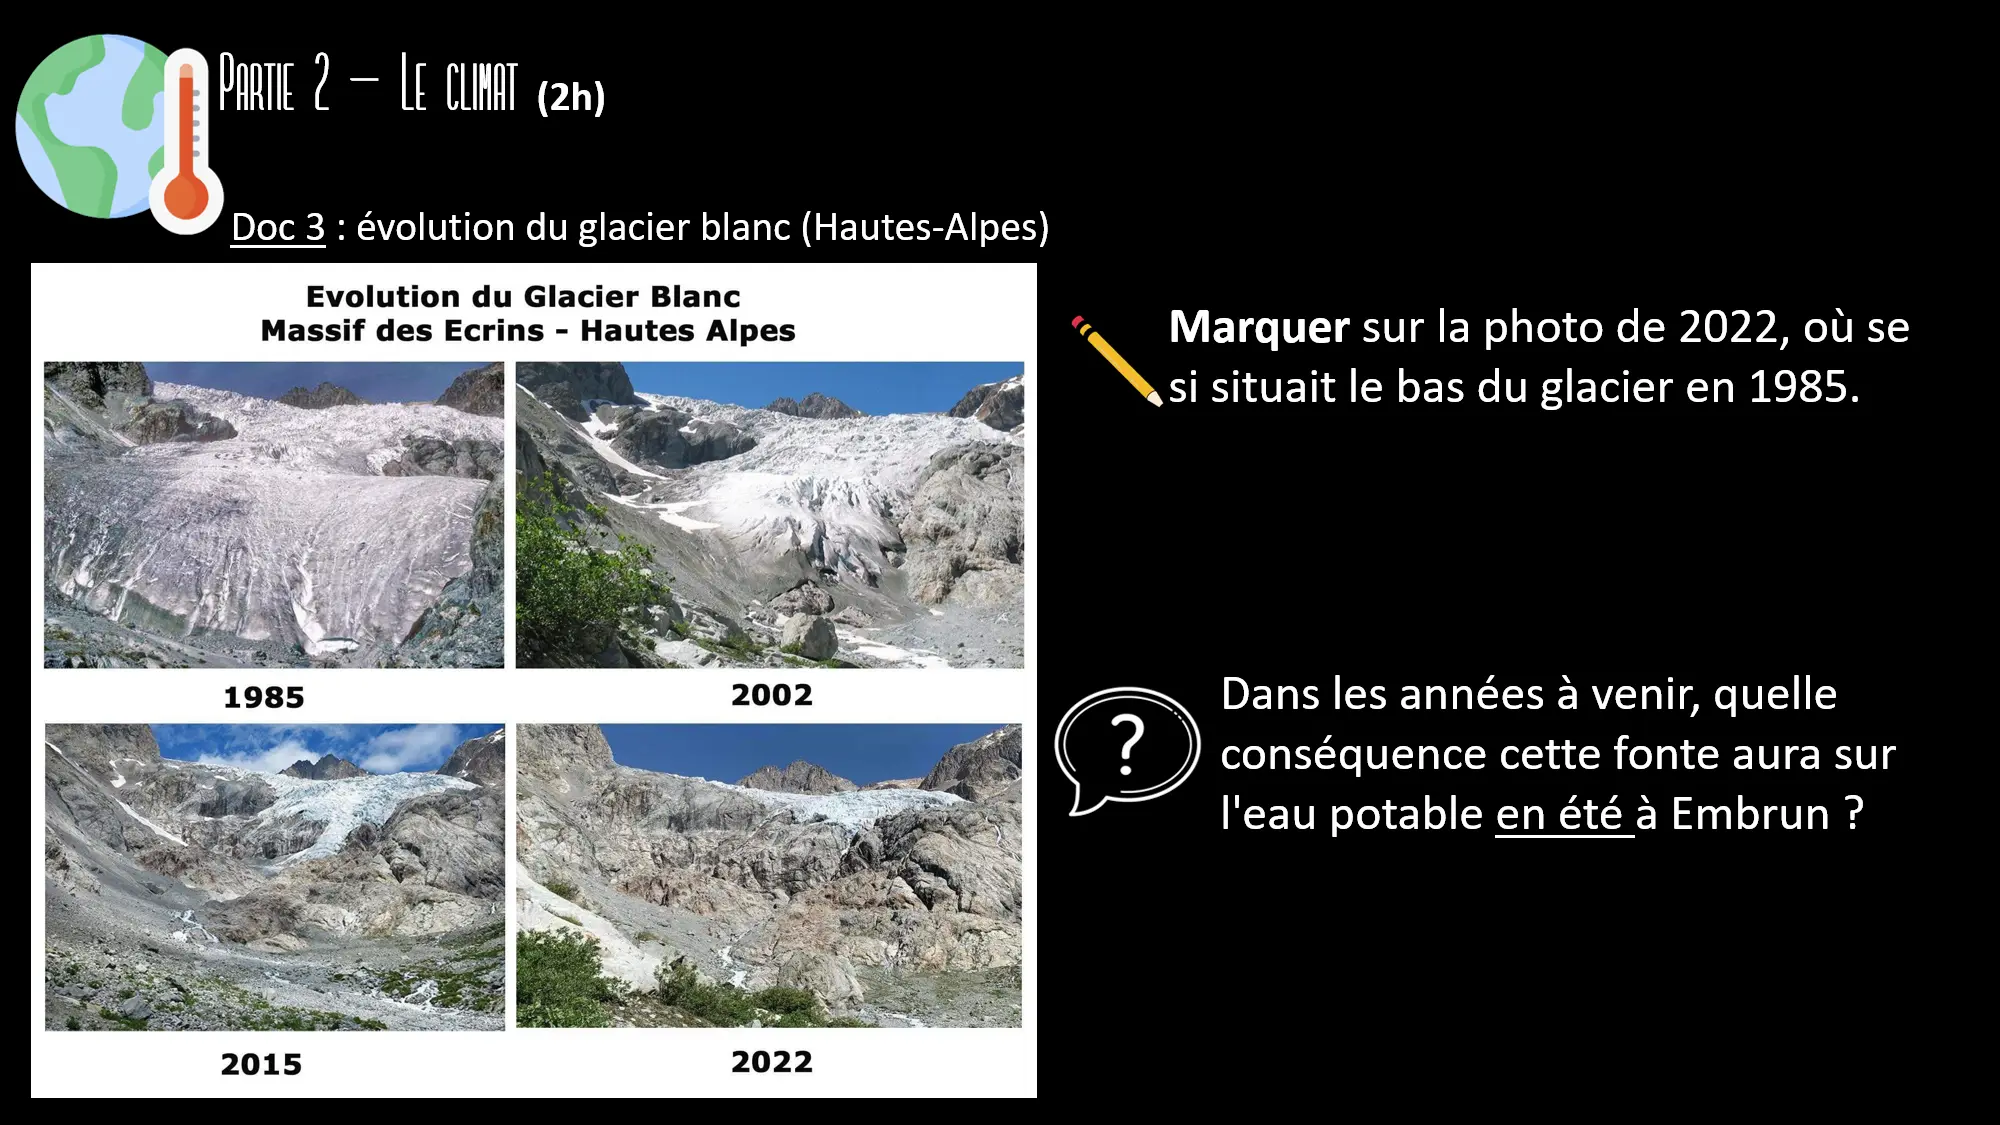 Partie 2 – Le climat (2h)
Doc 3 : évolution du glacier blanc (Hautes-Alpes)
Evolution du Glacier Blanc
Massif des Ecrins - Hautes Alpes
1985
2002
2015
2022
Marquer sur la photo de 2022, où se
si situait le bas du glacier en 1985.
?
Dans les années à venir, quelle
conséquence cette fonte aura sur
l'eau potable en été à Embrun ?